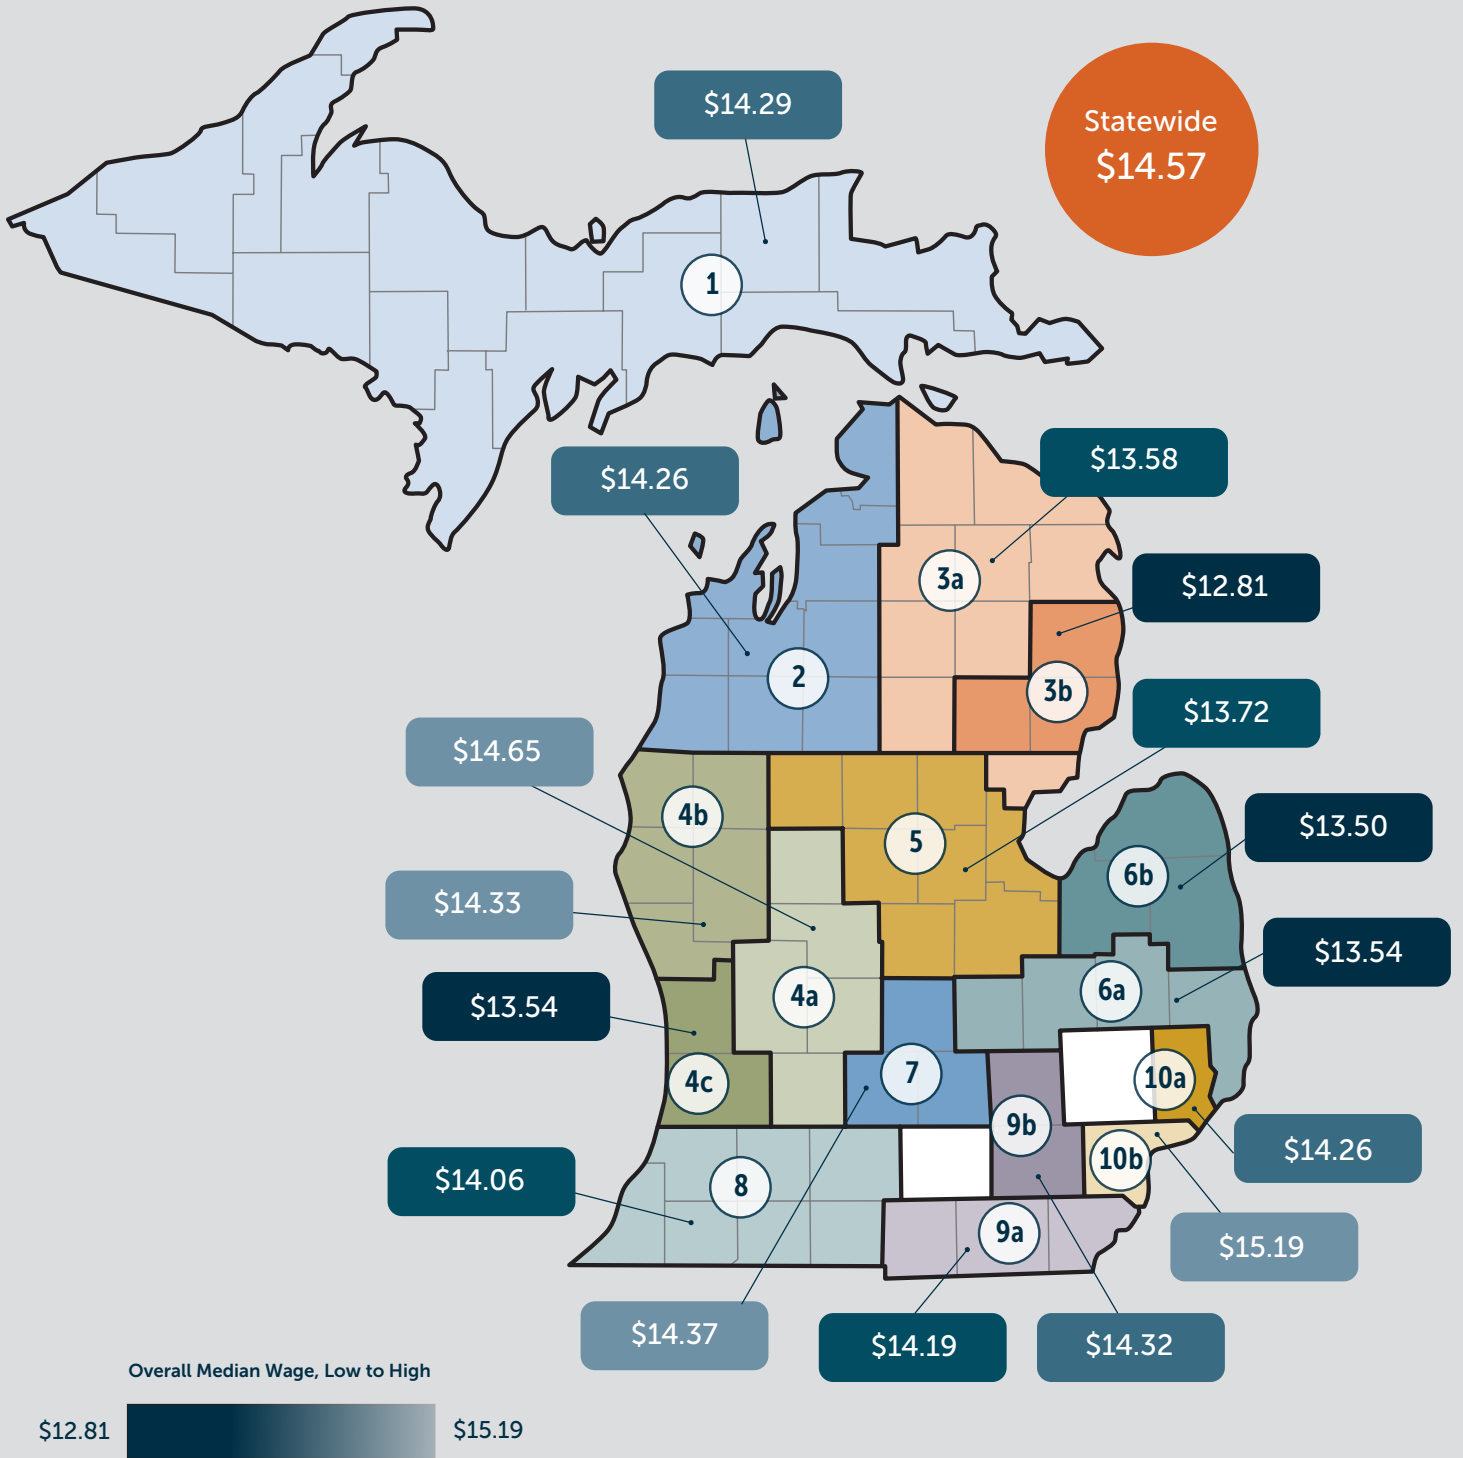 $14.29
Statewide
$14.57
1
$14.26
$13.58
3a
$12.81
2
3b
$13.72
$14.65
4b
5
$13.50
6b
$14.33
$13.54
4a
6a
$13.54
4c
7
10a
9b
10b
$14.26
$14.06
8
9a
$15.19
$14.37
$14.19
$14.32
Overall Median Wage, Low to High
$12.81
$15.19